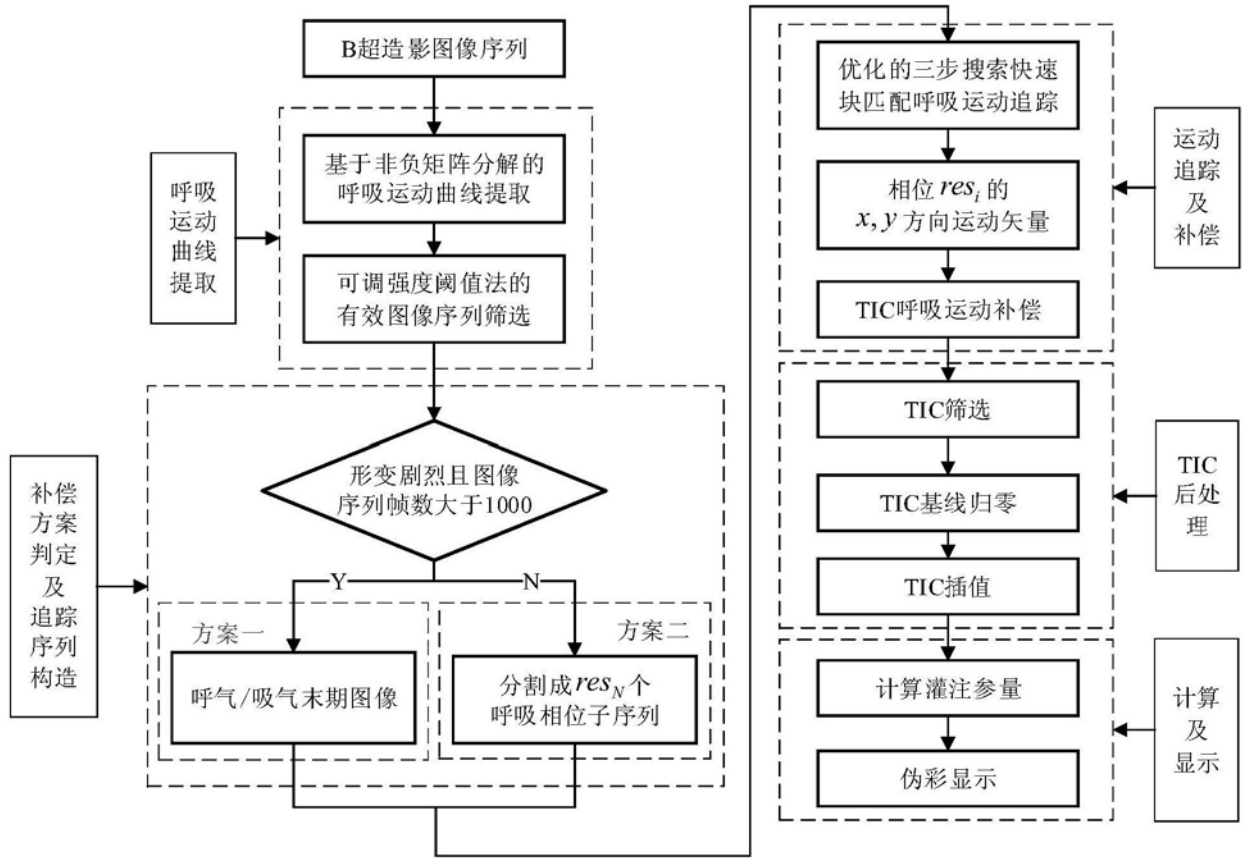 B超造影图像序列
呼吸
运动
曲线
提取
基于非负矩阵分解的
呼吸运动曲线提取
可调强度阈值法的
有效图像序列筛选
补偿
方案
判定
及
追踪
序列
构造
形变剧烈且图像
序列帧数大于1000
Y
N
方案一
呼气/吸气末期图像
方案二
分割成res_N个
呼吸相位子序列
优化的三步搜索快速
块匹配呼吸运动追踪
相位res_i的
x, y方向运动矢量
TIC呼吸运动补偿
运动
追踪
及
补偿
TIC筛选
TIC基线归零
TIC插值
TIC
后处
理
计算灌注参量
伪彩显示
计算
及
显示